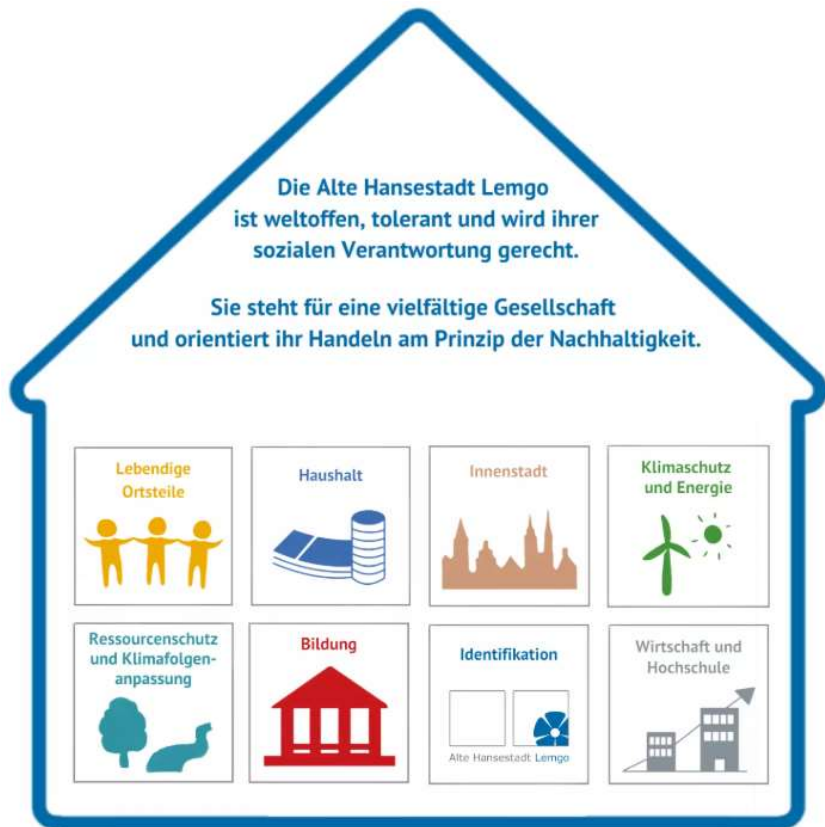 Die Alte Hansestadt Lemgo
ist weltoffen, tolerant und wird ihrer
sozialen Verantwortung gerecht.
Sie steht für eine vielfältige Gesellschaft
und orientiert ihr Handeln am Prinzip der Nachhaltigkeit.
Lebendige
Ortsteile
Haushalt
Innenstadt
Klimaschutz
und Energie
Ressourcenschutz
und Klimafolgen-
anpassung
Bildung
Identifikation
Alte Hansestadt Lemgo
Wirtschaft und
Hochschule